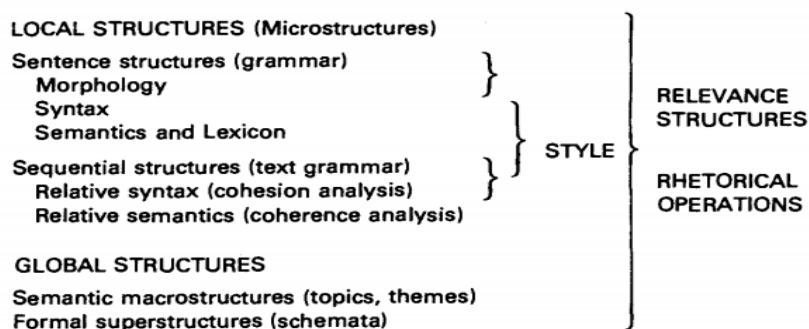 LOCAL STRUCTURES (Microstructures)
Sentence structures (grammar)
Morphology
Syntax
Semantics and Lexicon
Sequential structures (text grammar)
Relative syntax (cohesion analysis)
Relative semantics (coherence analysis)
GLOBAL STRUCTURES
Semantic macrostructures (topics, themes)
Formal superstructures (schemata)
STYLE
RELEVANCE
STRUCTURES
RHETORICAL
OPERATIONS